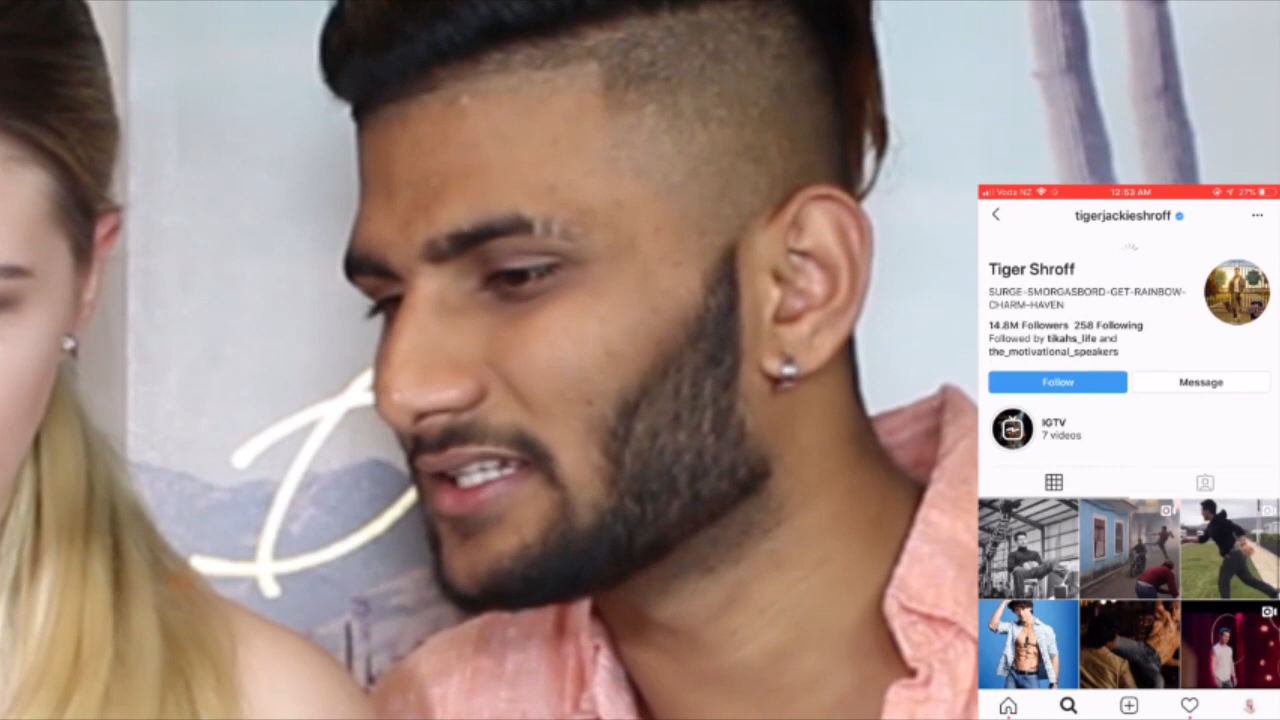 Voda NZ 12:53 AM 27%
tigerjackieshroff
Tiger Shroff
SURGE-SMORGASBORD-GET-RAINBOW-
CHARM-HAVEN
14.8M Followers 258 Following
Followed by tikahs_life and
the_motivational_speakers
Follow Message
IGTV
7 videos